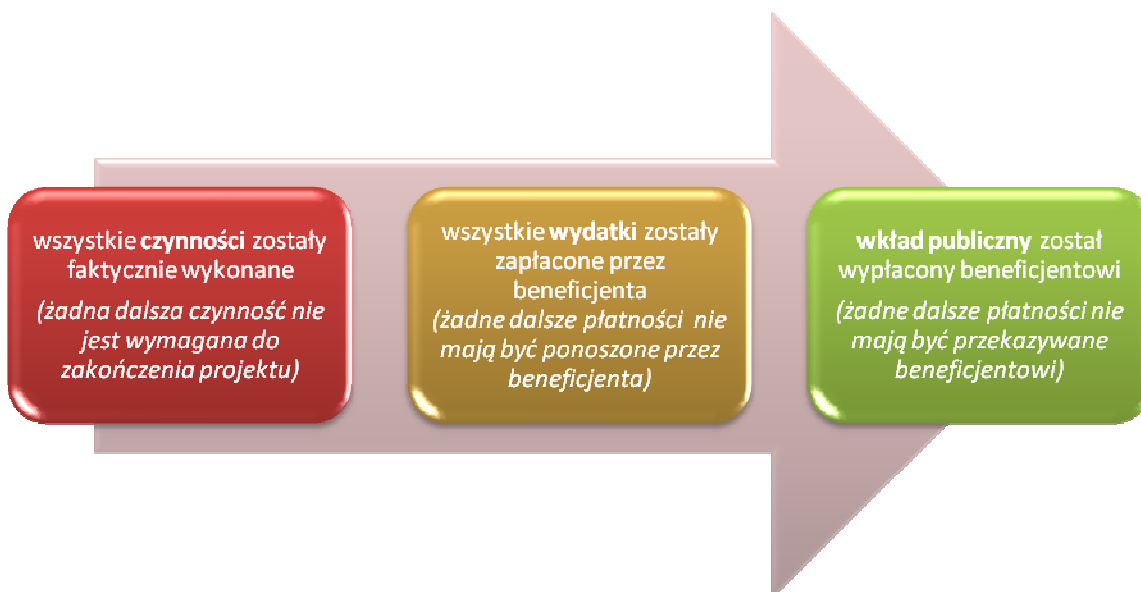 wszystkie czynności zostały
faktycznie wykonane
(żadna dalsza czynność nie
jest wymagana do
zakończenia projektu)
wszystkie wydatki zostały
zapłacone przez
beneficjenta
(żadne dalsze płatności nie
mają być ponoszone przez
beneficjenta)
wkład publiczny został
wypłacony beneficjentowi
(żadne dalsze płatności nie
mają być przekazywane
beneficjentowi)